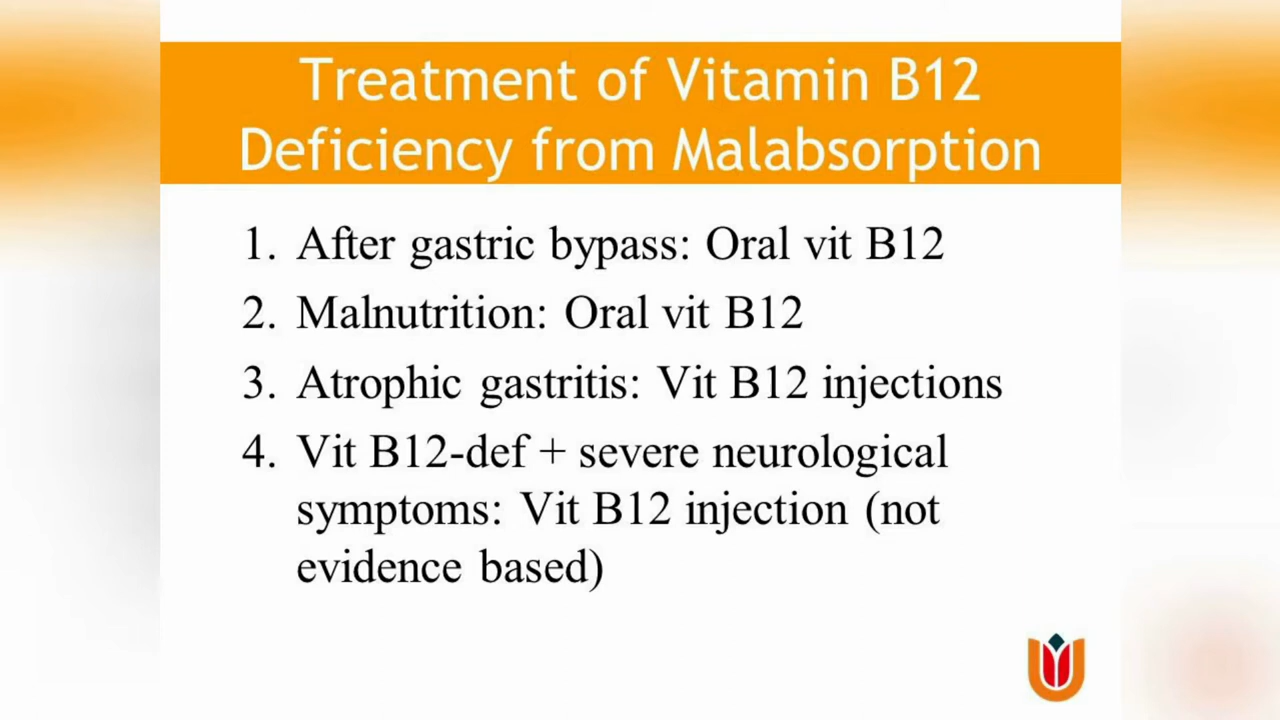 Treatment of Vitamin B12
Deficiency from Malabsorption
1. After gastric bypass: Oral vit B12
2. Malnutrition: Oral vit B12
3. Atrophic gastritis: Vit B12 injections
4. Vit B12-def + severe neurological
symptoms: Vit B12 injection (not
evidence based)